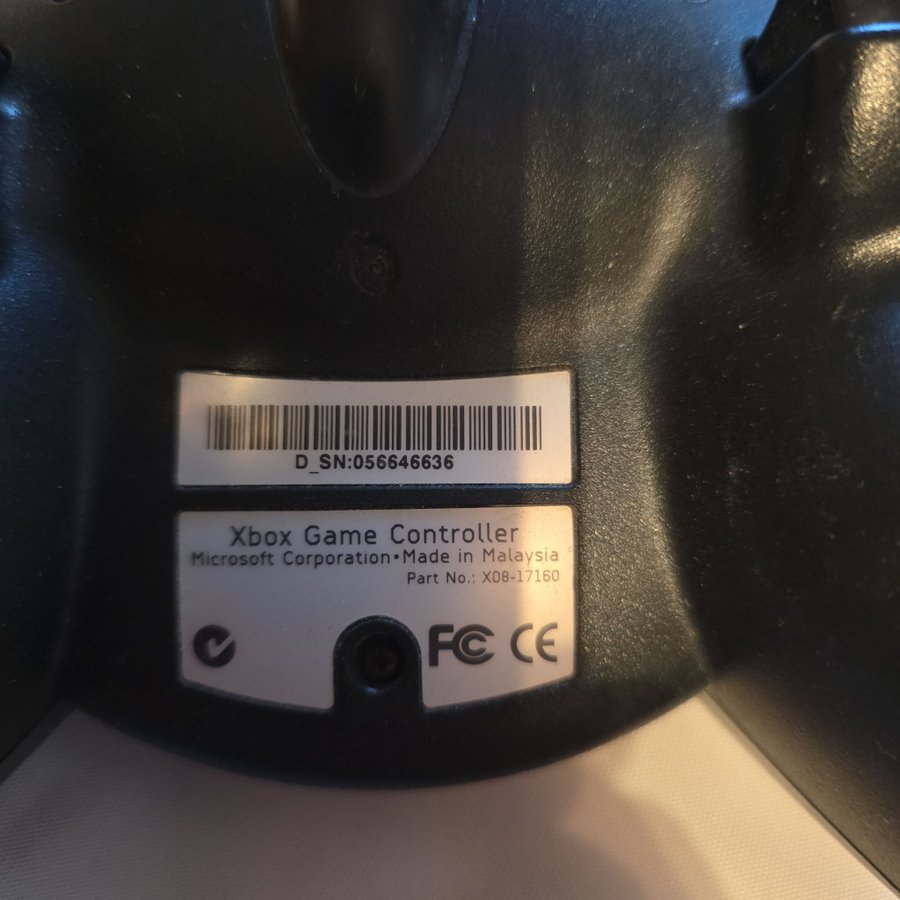 D_SN:056646636
Xbox Game Controller
Microsoft Corporation•Made in Malaysia
Part No.: X08-17160
FC CE